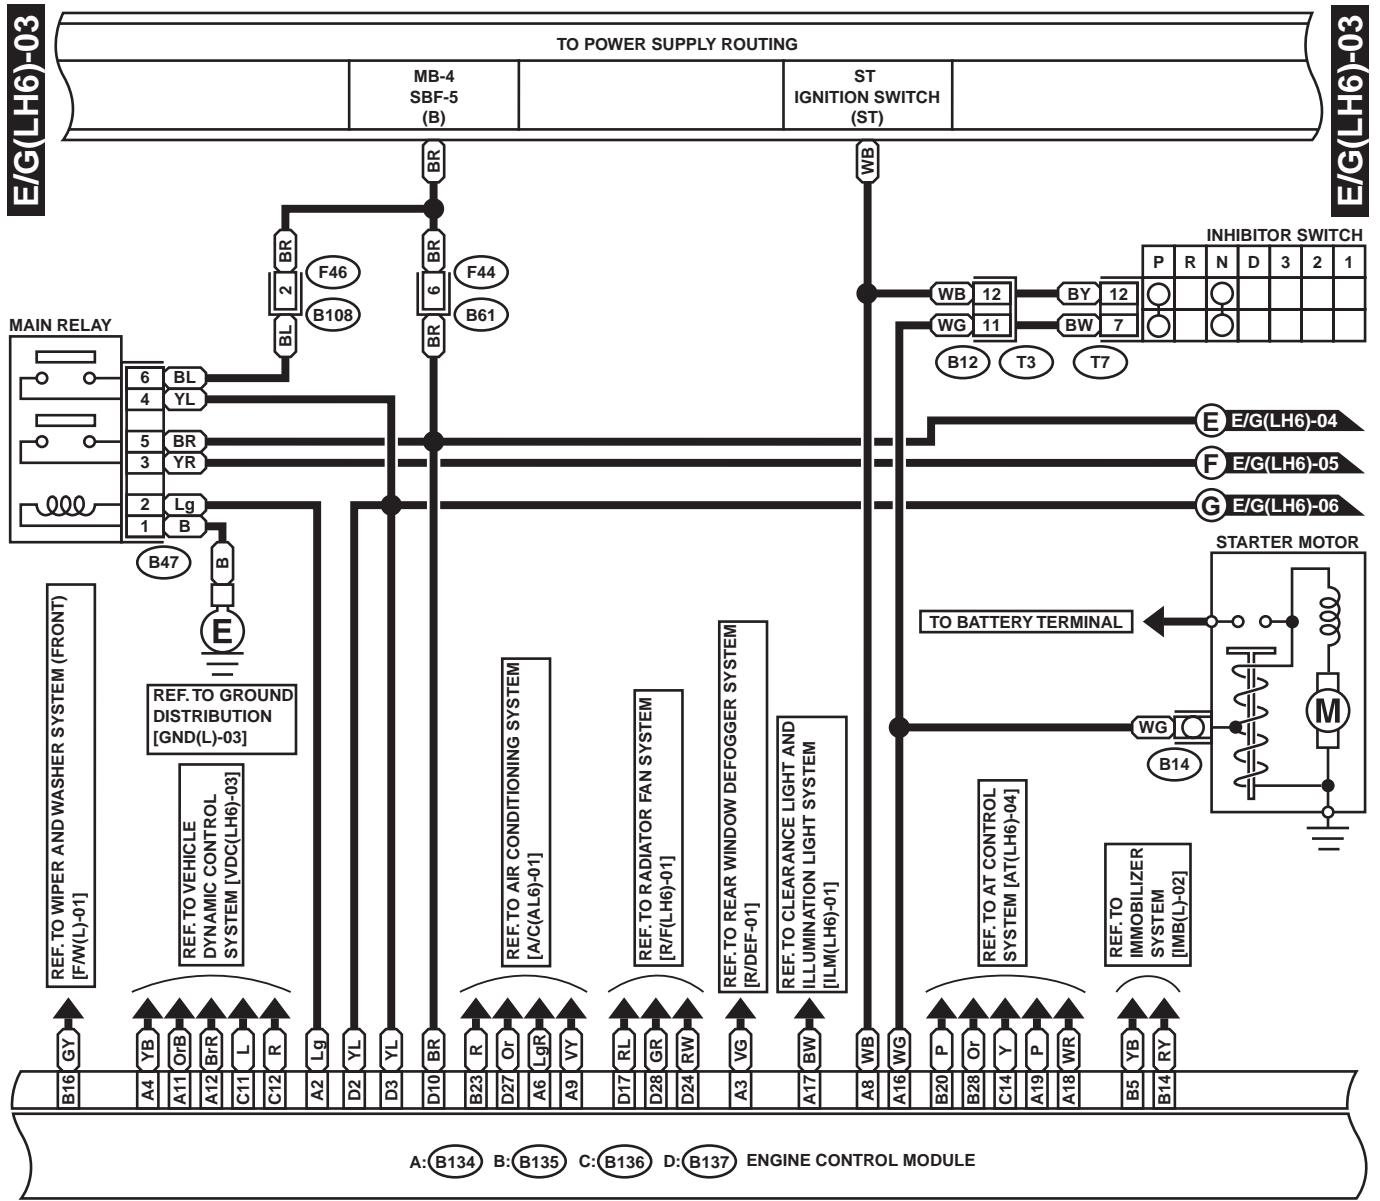 E/G(LH6)-03
E/G(LH6)-03
TO POWER SUPPLY ROUTING
MB-4
SBF-5
(B)
ST
IGNITION SWITCH
(ST)
BR
WB
BR
BR
F46
F44
2
6
B108
B61
BL
BR
INHIBITOR SWITCH
P R N D 3 2 1
WB 12 BY 12
WG 11 BW 7
B12 T3 T7
MAIN RELAY
6 BL
4 YL
5 BR
3 YR
2 Lg
1 B
B47
B
E
E E/G(LH6)-04
F E/G(LH6)-05
G E/G(LH6)-06
STARTER MOTOR
TO BATTERY TERMINAL
M
WG
B14
REF. TO GROUND
DISTRIBUTION
[GND(L)-03]
REF. TO WIPER AND WASHER SYSTEM (FRONT)
[F/W(L)-01]
REF. TO VEHICLE
DYNAMIC CONTROL
SYSTEM [VDC(LH6)-03]
REF. TO AIR CONDITIONING SYSTEM
[A/C(AL6)-01]
REF. TO RADIATOR FAN SYSTEM
[R/F(LH6)-01]
REF. TO REAR WINDOW DEFOGGER SYSTEM
[R/DEF-01]
REF. TO CLEARANCE LIGHT AND
ILLUMINATION LIGHT SYSTEM
[ILM(LH6)-01]
REF. TO AT CONTROL
SYSTEM [AT(LH6)-04]
REF. TO
IMMOBILIZER
SYSTEM
[IMB(L)-02]
GY YB OrB BrR L R Lg YL YL BR R Or LgR VY RL GR RW VG BW WB WG P Or Y P WR YB RY
B16 A4 A11 A12 C11 C12 A2 D2 D3 D10 B23 D27 A6 A9 D17 D28 D24 A3 A17 A8 A16 B20 B28 C14 A19 A18 B5 B14
A: B134 B: B135 C: B136 D: B137 ENGINE CONTROL MODULE